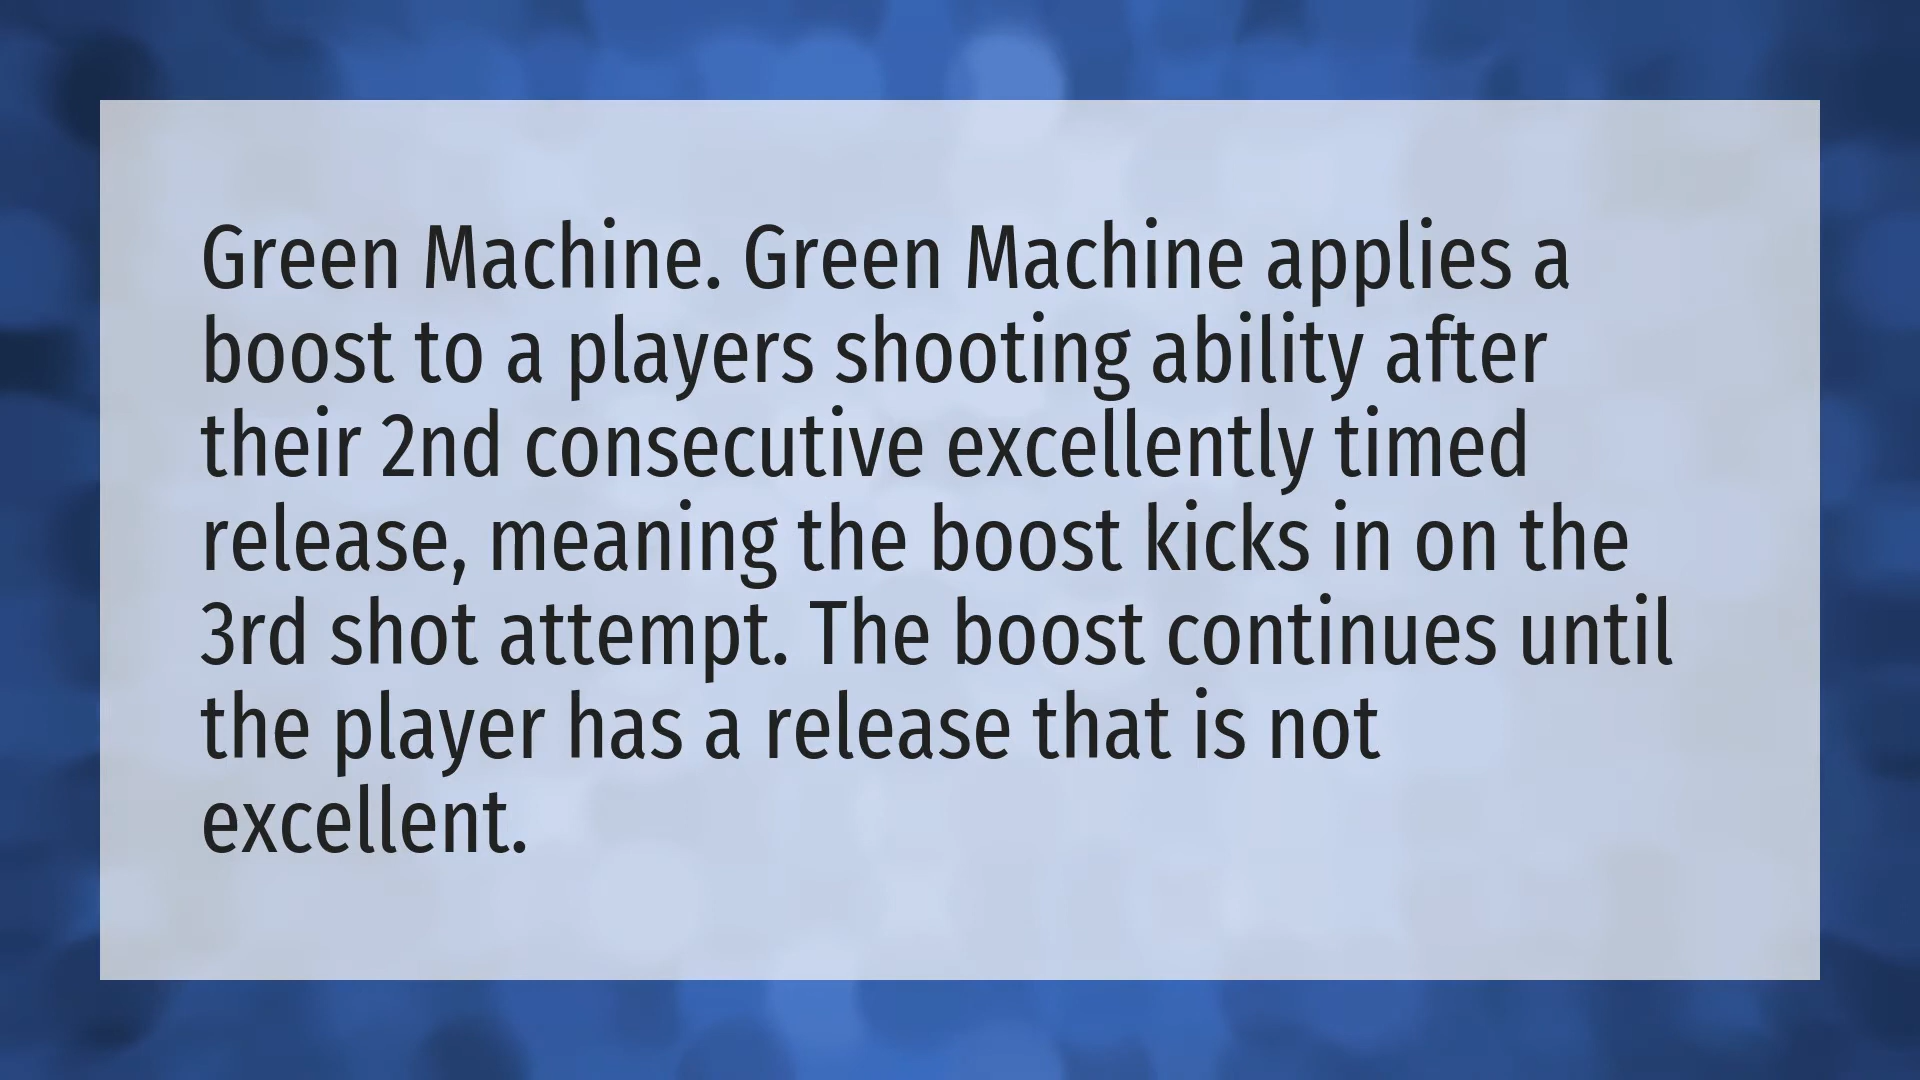 Green Machine. Green Machine applies a
boost to a players shooting ability after
their 2nd consecutive excellently timed
release, meaning the boost kicks in on the
3rd shot attempt. The boost continues until
the player has a release that is not
excellent.